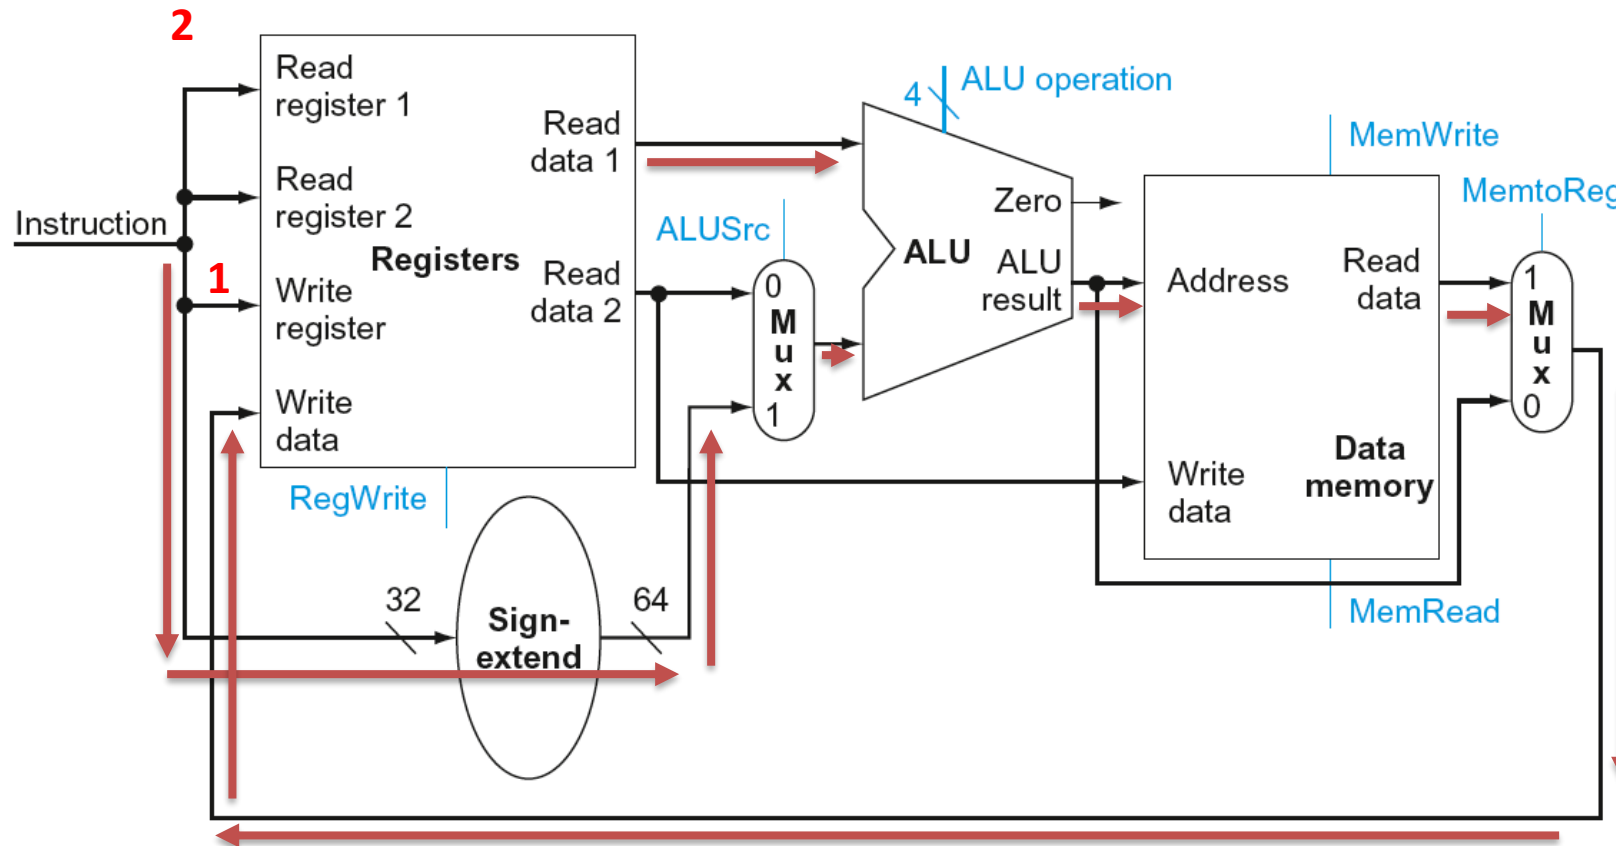 2
Read
register 1
Read
data 1
4
ALU operation
MemWrite
MemtoReg
Read
register 2
Instruction
Registers
ALUSrc
Zero
ALU
ALU
result
Address
Read
data
1
Write
register
Read
data 2
0
M
u
x
1
1
M
u
x
0
Write
data
RegWrite
Write
data
Data
memory
32
Sign-
extend
64
MemRead